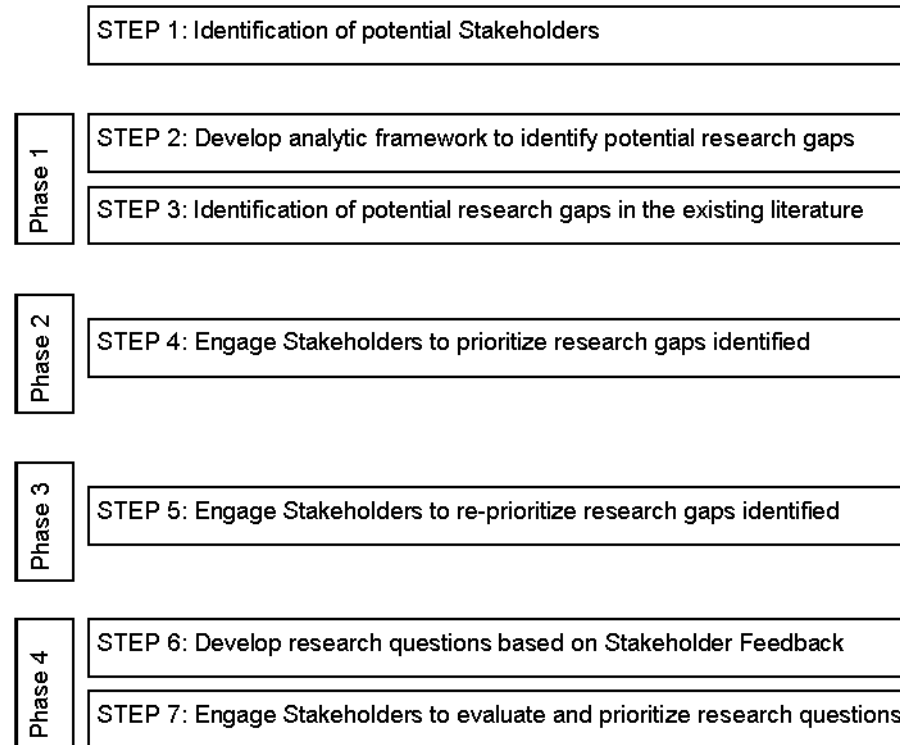 STEP 1: Identification of potential Stakeholders
Phase 1
STEP 2: Develop analytic framework to identify potential research gaps
STEP 3: Identification of potential research gaps in the existing literature
Phase 2
STEP 4: Engage Stakeholders to prioritize research gaps identified
Phase 3
STEP 5: Engage Stakeholders to re-prioritize research gaps identified
Phase 4
STEP 6: Develop research questions based on Stakeholder Feedback
STEP 7: Engage Stakeholders to evaluate and prioritize research questions